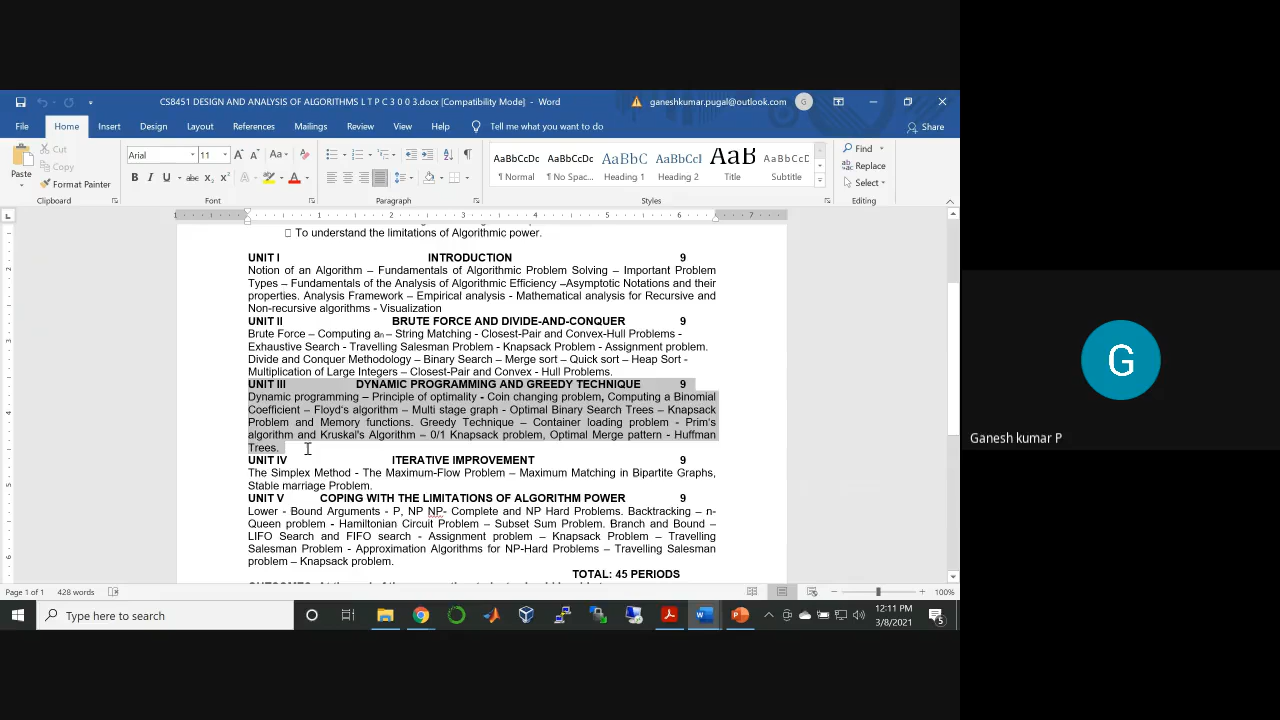 CS8451 DESIGN AND ANALYSIS OF ALGORITHMS L T P C 3 0 0 3.docx [Compatibility Mode] - Word
ganeshkumar.pugal@outlook.com
G
File Home Insert Design Layout References Mailings Review View Help Tell me what you want to do
Share
Paste
Cut
Copy
Format Painter
Arial 11
AaBbCcDc AaBbCcDc AaBbC AaBbCcI AaB AaBbCcD
¶ Normal ¶ No Spac... Heading 1 Heading 2 Title Subtitle
Find
Replace
Select
Clipboard Font Paragraph Styles Editing
1 1 2 3 4 5 6 7
To understand the limitations of Algorithmic power.
UNIT I INTRODUCTION 9
Notion of an Algorithm – Fundamentals of Algorithmic Problem Solving – Important Problem
Types – Fundamentals of the Analysis of Algorithmic Efficiency –Asymptotic Notations and their
properties. Analysis Framework – Empirical analysis - Mathematical analysis for Recursive and
Non-recursive algorithms - Visualization
UNIT II BRUTE FORCE AND DIVIDE-AND-CONQUER 9
Brute Force – Computing an – String Matching - Closest-Pair and Convex-Hull Problems -
Exhaustive Search - Travelling Salesman Problem - Knapsack Problem - Assignment problem.
Divide and Conquer Methodology – Binary Search – Merge sort – Quick sort – Heap Sort -
Multiplication of Large Integers – Closest-Pair and Convex - Hull Problems.
UNIT III DYNAMIC PROGRAMMING AND GREEDY TECHNIQUE 9
Dynamic programming – Principle of optimality - Coin changing problem, Computing a Binomial
Coefficient – Floyd's algorithm – Multi stage graph - Optimal Binary Search Trees – Knapsack
Problem and Memory functions. Greedy Technique – Container loading problem - Prim's
algorithm and Kruskal's Algorithm – 0/1 Knapsack problem, Optimal Merge pattern - Huffman
Trees.
UNIT IV ITERATIVE IMPROVEMENT 9
The Simplex Method - The Maximum-Flow Problem – Maximum Matching in Bipartite Graphs,
Stable marriage Problem.
UNIT V COPING WITH THE LIMITATIONS OF ALGORITHM POWER 9
Lower - Bound Arguments - P, NP NP- Complete and NP Hard Problems. Backtracking – n-
Queen problem - Hamiltonian Circuit Problem – Subset Sum Problem. Branch and Bound –
LIFO Search and FIFO search - Assignment problem – Knapsack Problem – Travelling
Salesman Problem - Approximation Algorithms for NP-Hard Problems – Travelling Salesman
problem – Knapsack problem.
TOTAL: 45 PERIODS
Page 1 of 1 428 words
100%
Type here to search
12:11 PM
3/8/2021
5
G
Ganesh kumar P